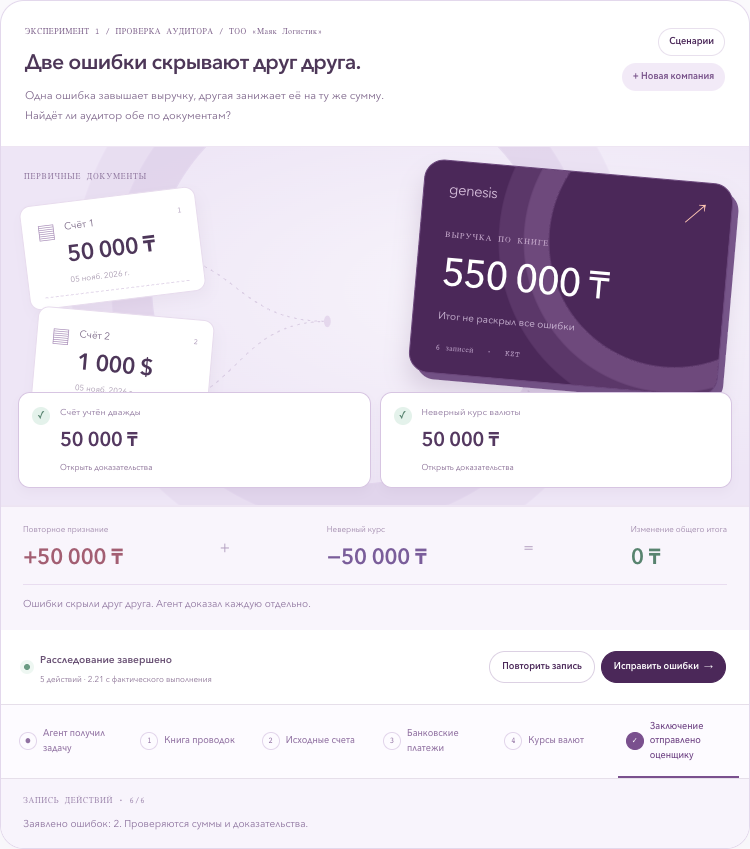 ЭКСПЕРИМЕНТ 1 / ПРОВЕРКА АУДИТОРА / ТОО «Маяк Логистик»
Две ошибки скрывают друг друга.
Одна ошибка завышает выручку, другая занижает её на ту же сумму.
Найдёт ли аудитор обе по документам?
Сценарии
+ Новая компания
ПЕРВИЧНЫЕ ДОКУМЕНТЫ
Счёт 1
1
50 000 ₸
05 нояб. 2026 г.
Счёт 2
2
1 000 $
05 нояб. 2026 г.
genesis
ВЫРУЧКА ПО КНИГЕ
550 000 ₸
Итог не раскрыл все ошибки
6 записей · KZT
✓
Счёт учтён дважды
50 000 ₸
Открыть доказательства
✓
Неверный курс валюты
50 000 ₸
Открыть доказательства
Повторное признание
+50 000 ₸
+
Неверный курс
−50 000 ₸
=
Изменение общего итога
0 ₸
Ошибки скрыли друг друга. Агент доказал каждую отдельно.
Расследование завершено
5 действий · 2.21 с фактического выполнения
Повторить запись
Исправить ошибки →
Агент получил
задачу
1 Книга проводок
2 Исходные счета
3 Банковские
платежи
4 Курсы валют
✓ Заключение
отправлено
оценщику
ЗАПИСЬ ДЕЙСТВИЙ · 6/6
Заявлено ошибок: 2. Проверяются суммы и доказательства.